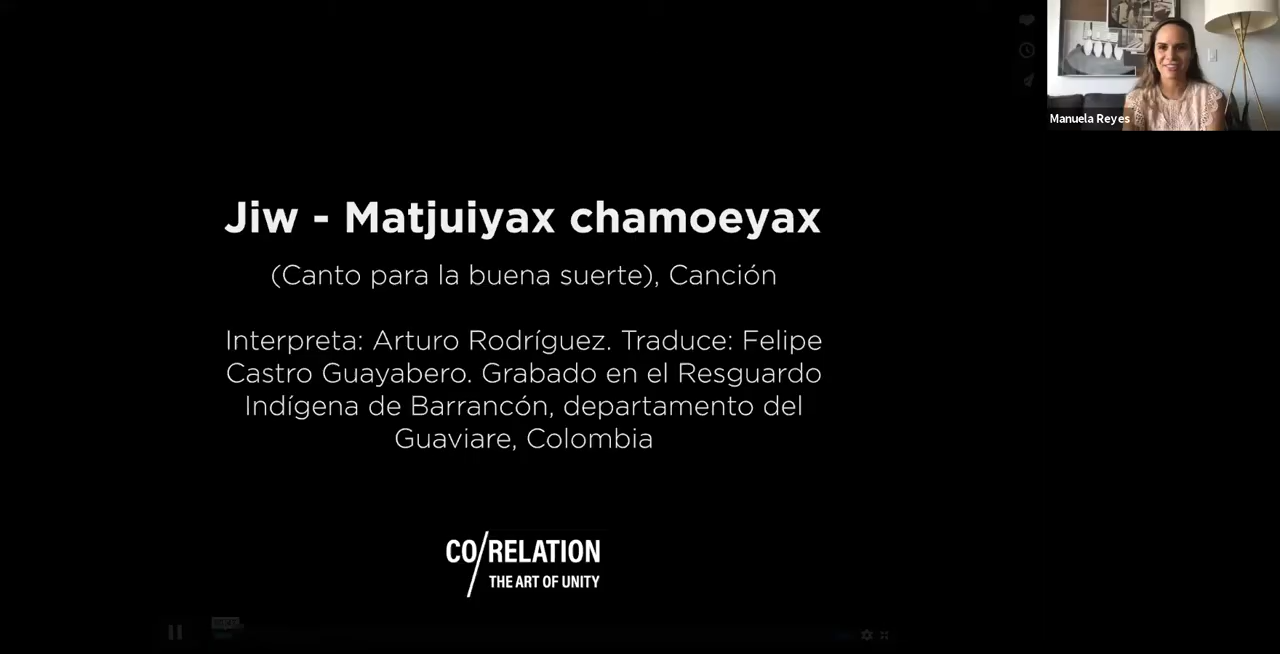 Manuela Reyes
Jiw - Matjuiyax chamoeyax
(Canto para la buena suerte), Canción
Interpreta: Arturo Rodríguez. Traduce: Felipe
Castro Guayabero. Grabado en el Resguardo
Indígena de Barrancón, departamento del
Guaviare, Colombia
CO/RELATION
THE ART OF UNITY